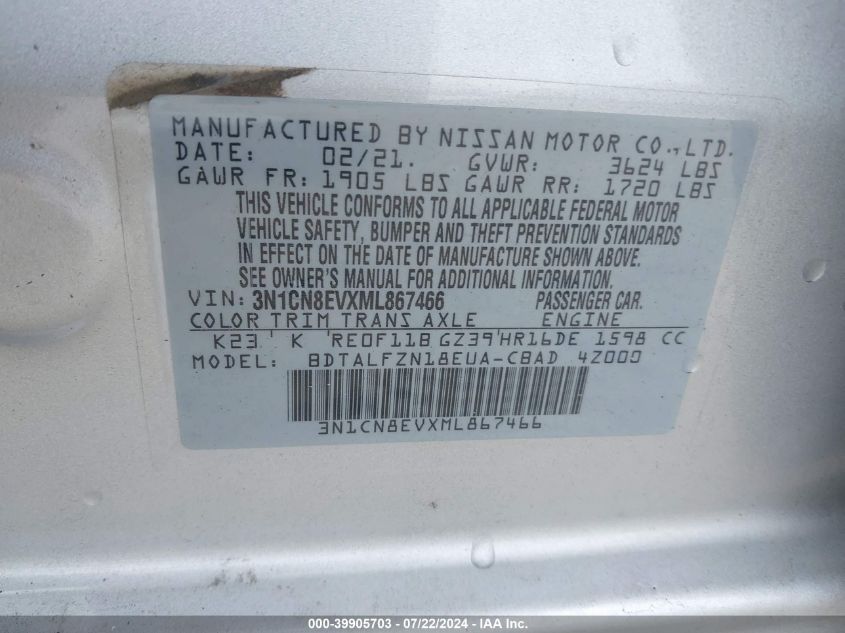 MANUFACTURED BY NISSAN MOTOR CO., LTD.
DATE: 02/21. GVWR: 3624 LBS
GAWR FR: 1905 LBS GAWR RR: 1720 LBS
THIS VEHICLE CONFORMS TO ALL APPLICABLE FEDERAL MOTOR
VEHICLE SAFETY, BUMPER AND THEFT PREVENTION STANDARDS
IN EFFECT ON THE DATE OF MANUFACTURE SHOWN ABOVE.
SEE OWNER'S MANUAL FOR ADDITIONAL INFORMATION.
VIN: 3N1CN8EVXML867466 PASSENGER CAR.
COLOR TRIM TRANS AXLE ENGINE
K23 K RE0F11B GZ39 HR16DE 1598 CC
MODEL: BDTALFZN18EUA-CBAD 4Z000
3N1CN8EVXML867466
000-39905703 - 07/22/2024 - IAA Inc.